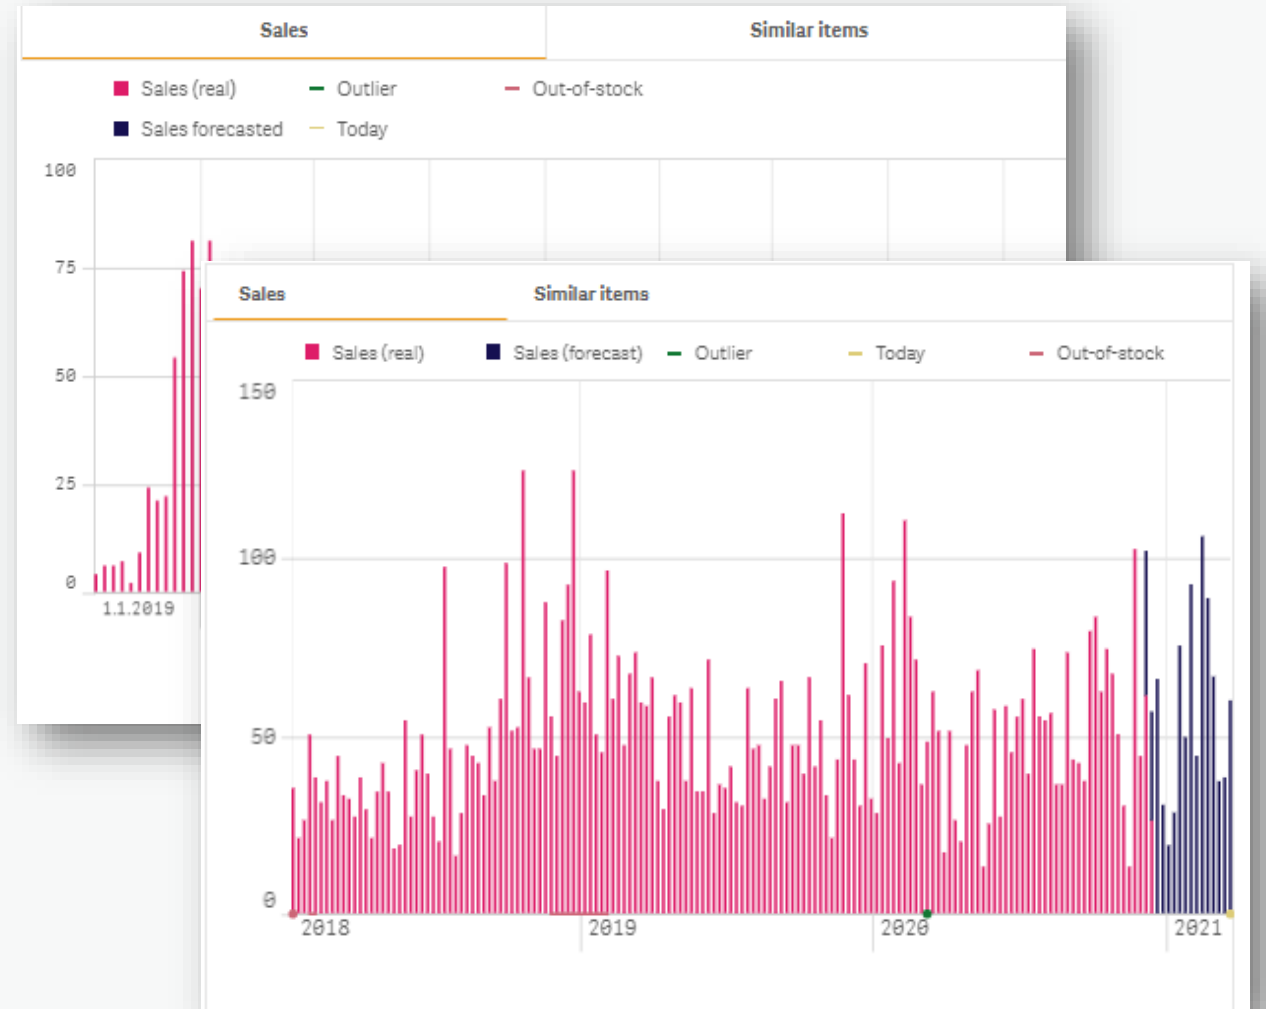 Sales Similar items
Sales (real) Outlier Out-of-stock
Sales forecasted Today
100
75
50
25
0
1.1.2019
Sales Similar items
Sales (real) Sales (forecast) Outlier Today Out-of-stock
150
100
50
0
2018 2019 2020 2021